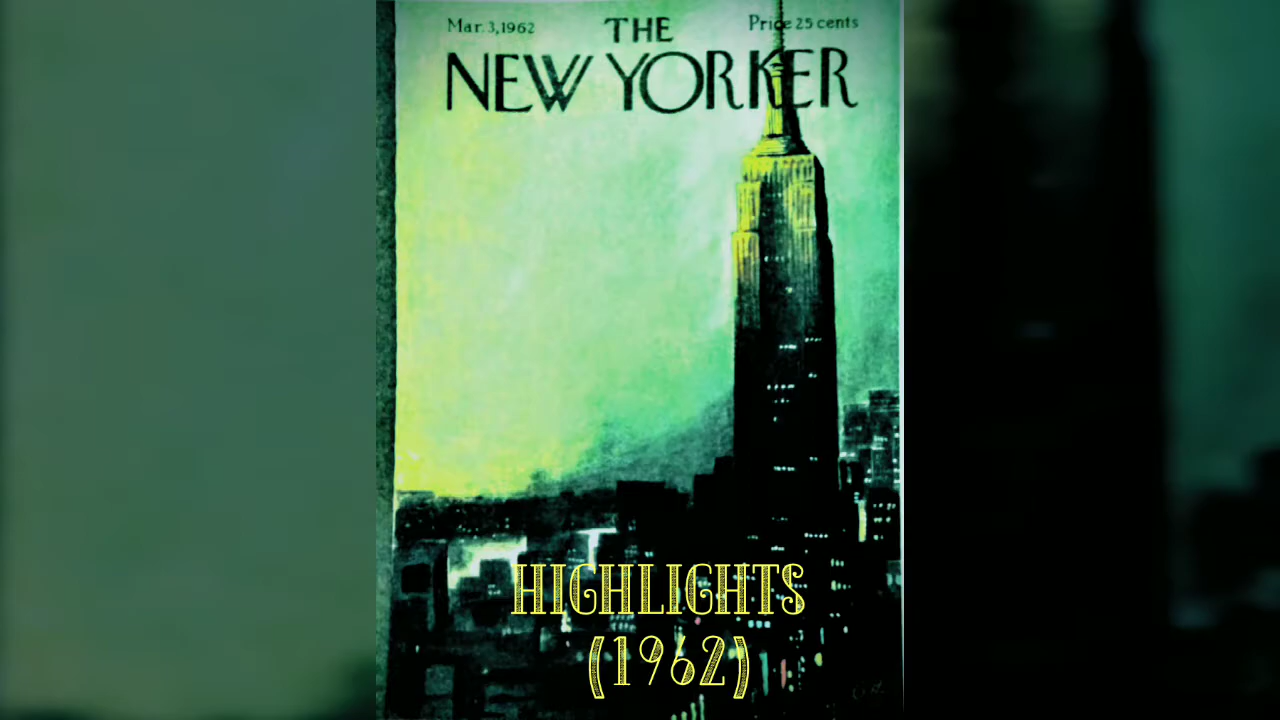 Mar. 3, 1962
THE
Price 25 cents
NEW YORKER
HIGHLIGHTS
(1962)